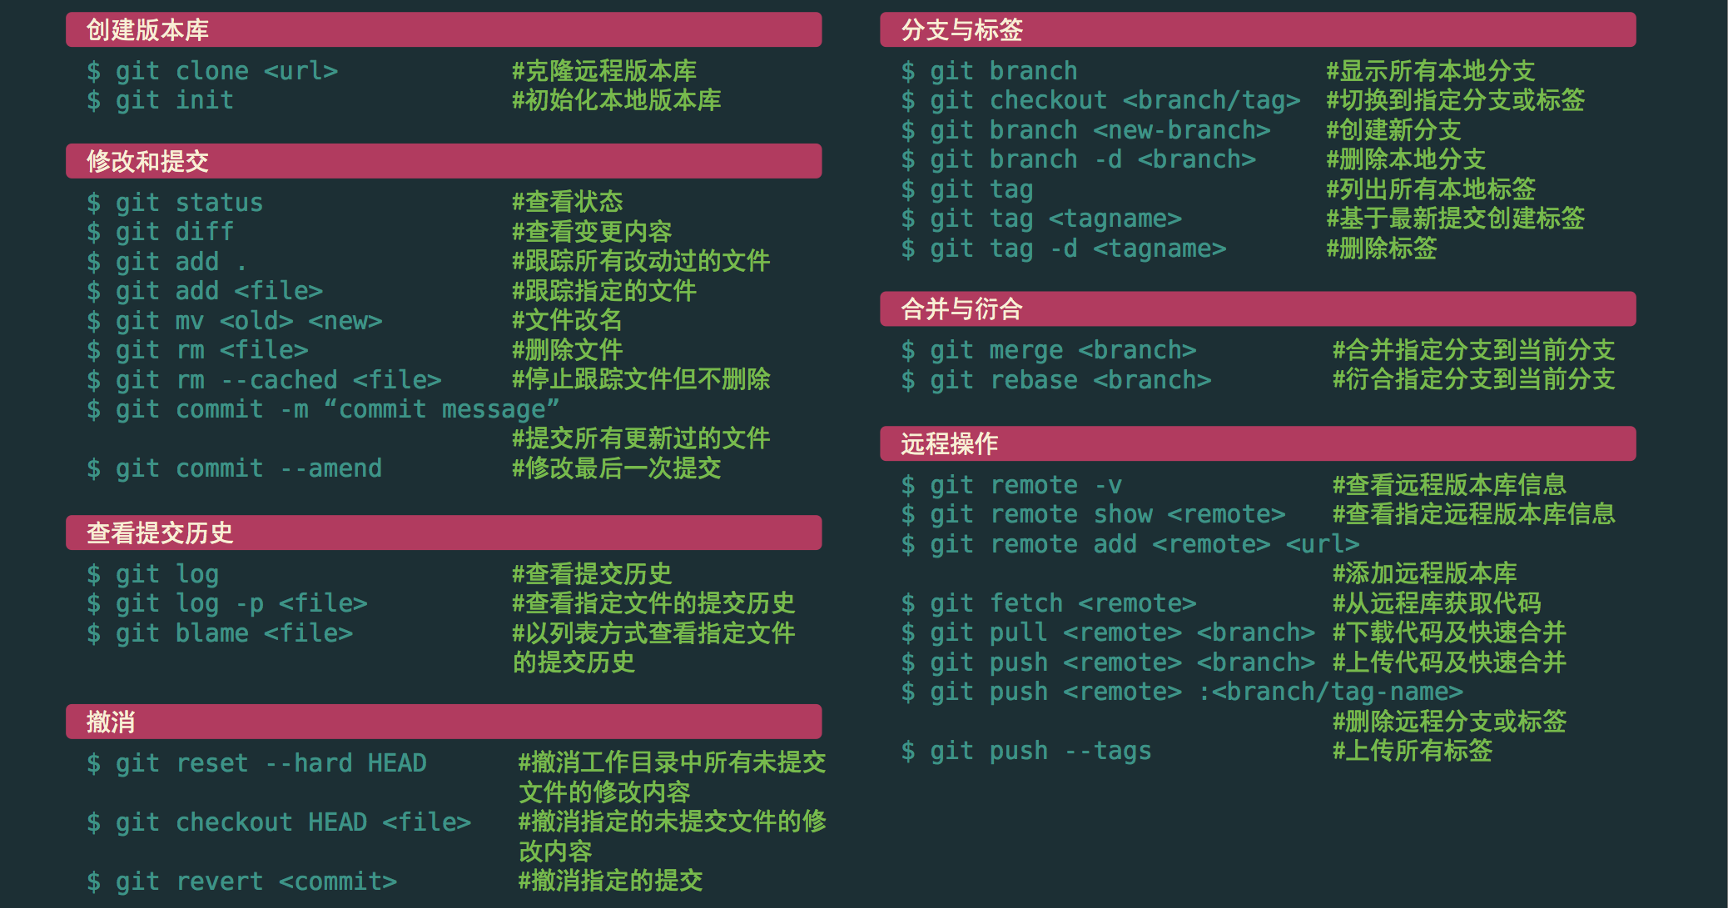 创建版本库
$ git clone <url> #克隆远程版本库
$ git init #初始化本地版本库
修改和提交
$ git status #查看状态
$ git diff #查看变更内容
$ git add . #跟踪所有改动过的文件
$ git add <file> #跟踪指定的文件
$ git mv <old> <new> #文件改名
$ git rm <file> #删除文件
$ git rm --cached <file> #停止跟踪文件但不删除
$ git commit -m “commit message”
#提交所有更新过的文件
$ git commit --amend #修改最后一次提交
查看提交历史
$ git log #查看提交历史
$ git log -p <file> #查看指定文件的提交历史
$ git blame <file> #以列表方式查看指定文件
的提交历史
撤消
$ git reset --hard HEAD #撤消工作目录中所有未提交
文件的修改内容
$ git checkout HEAD <file> #撤消指定的未提交文件的修
改内容
$ git revert <commit> #撤消指定的提交
分支与标签
$ git branch #显示所有本地分支
$ git checkout <branch/tag> #切换到指定分支或标签
$ git branch <new-branch> #创建新分支
$ git branch -d <branch> #删除本地分支
$ git tag #列出所有本地标签
$ git tag <tagname> #基于最新提交创建标签
$ git tag -d <tagname> #删除标签
合并与衍合
$ git merge <branch> #合并指定分支到当前分支
$ git rebase <branch> #衍合指定分支到当前分支
远程操作
$ git remote -v #查看远程版本库信息
$ git remote show <remote> #查看指定远程版本库信息
$ git remote add <remote> <url>
#添加远程版本库
$ git fetch <remote> #从远程库获取代码
$ git pull <remote> <branch> #下载代码及快速合并
$ git push <remote> <branch> #上传代码及快速合并
$ git push <remote> :<branch/tag-name>
#删除远程分支或标签
$ git push --tags #上传所有标签